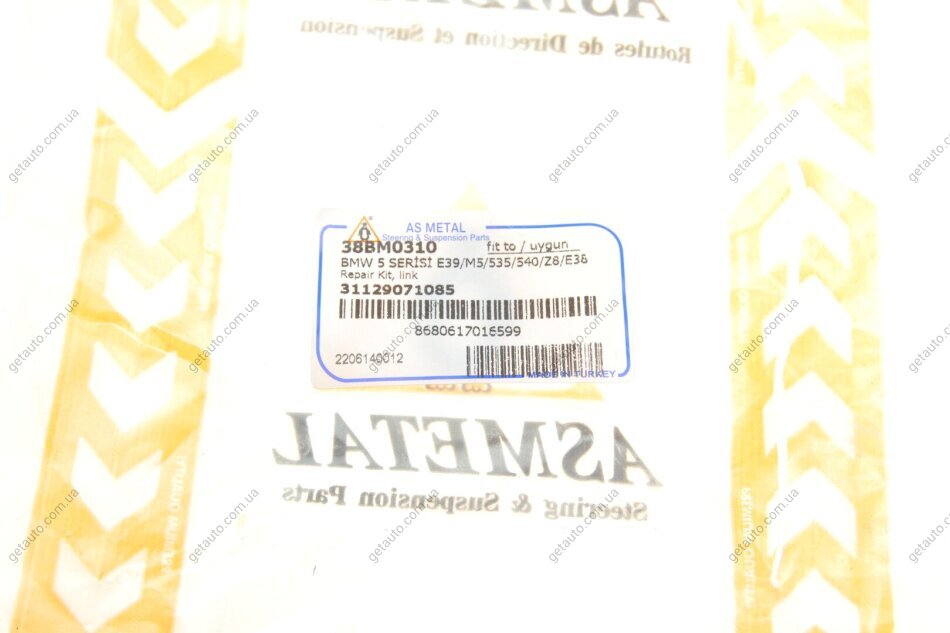 ASMETAL
Rotules de Direction et Suspension
AS METAL
Steering & Suspension Parts
38BM0310 fit to / uygun
BMW 5 SERİSİ E39/M5/535/540/Z8/E38
Repair Kit, link
31129071085
8680617016599
2206140012
MADE IN TURKEY
ASMETAL
Steering & Suspension Parts
getauto.com.ua